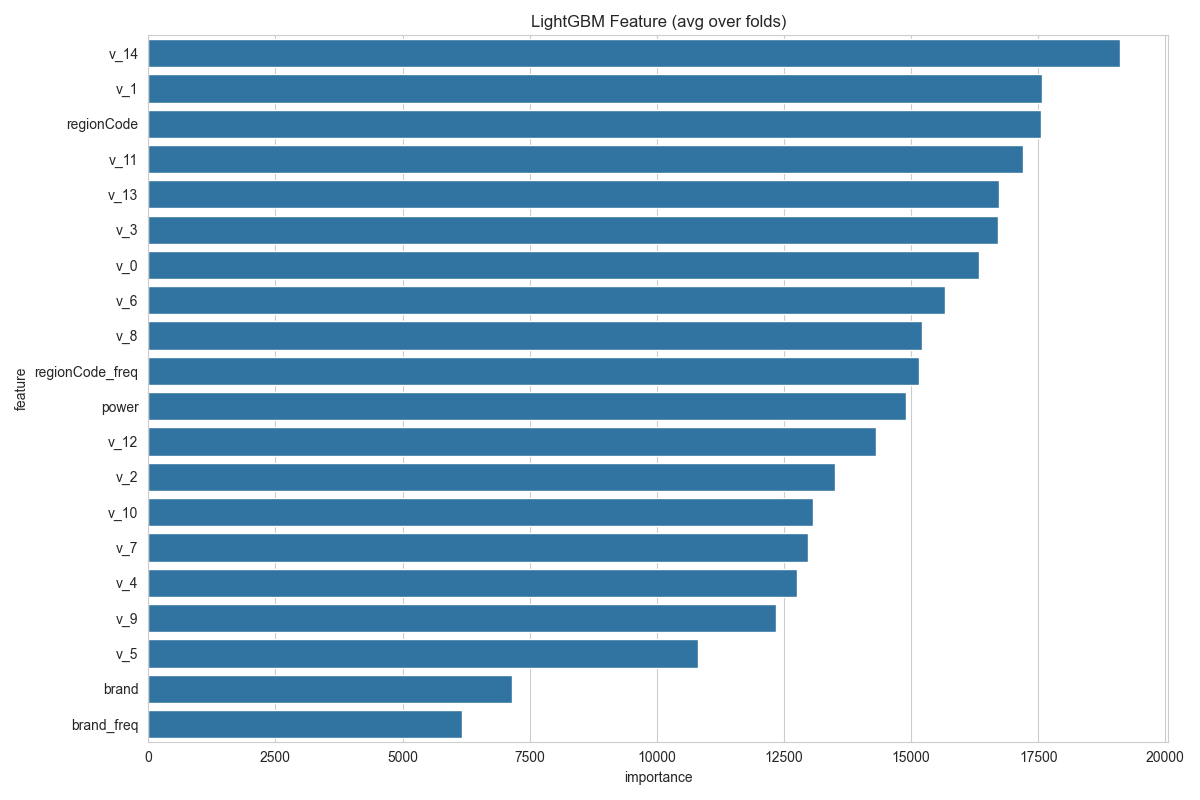 LightGBM Feature (avg over folds)
v_14
v_1
regionCode
v_11
v_13
v_3
v_0
v_6
v_8
regionCode_freq
power
v_12
v_2
v_10
v_7
v_4
v_9
v_5
brand
brand_freq
feature
0 2500 5000 7500 10000 12500 15000 17500 20000
importance